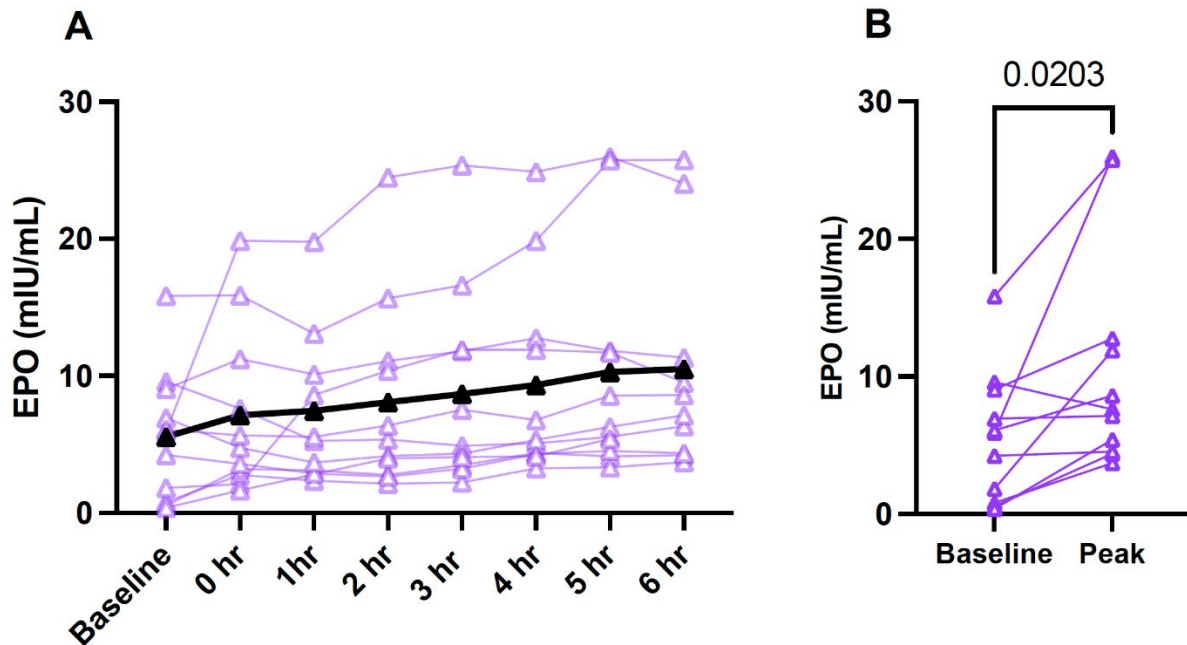 A
EPO (mIU/mL)
30
20
10
0
Baseline
0 hr
1hr
2 hr
3 hr
4 hr
5 hr
6 hr
B
0.0203
EPO (mIU/mL)
30
20
10
0
Baseline
Peak